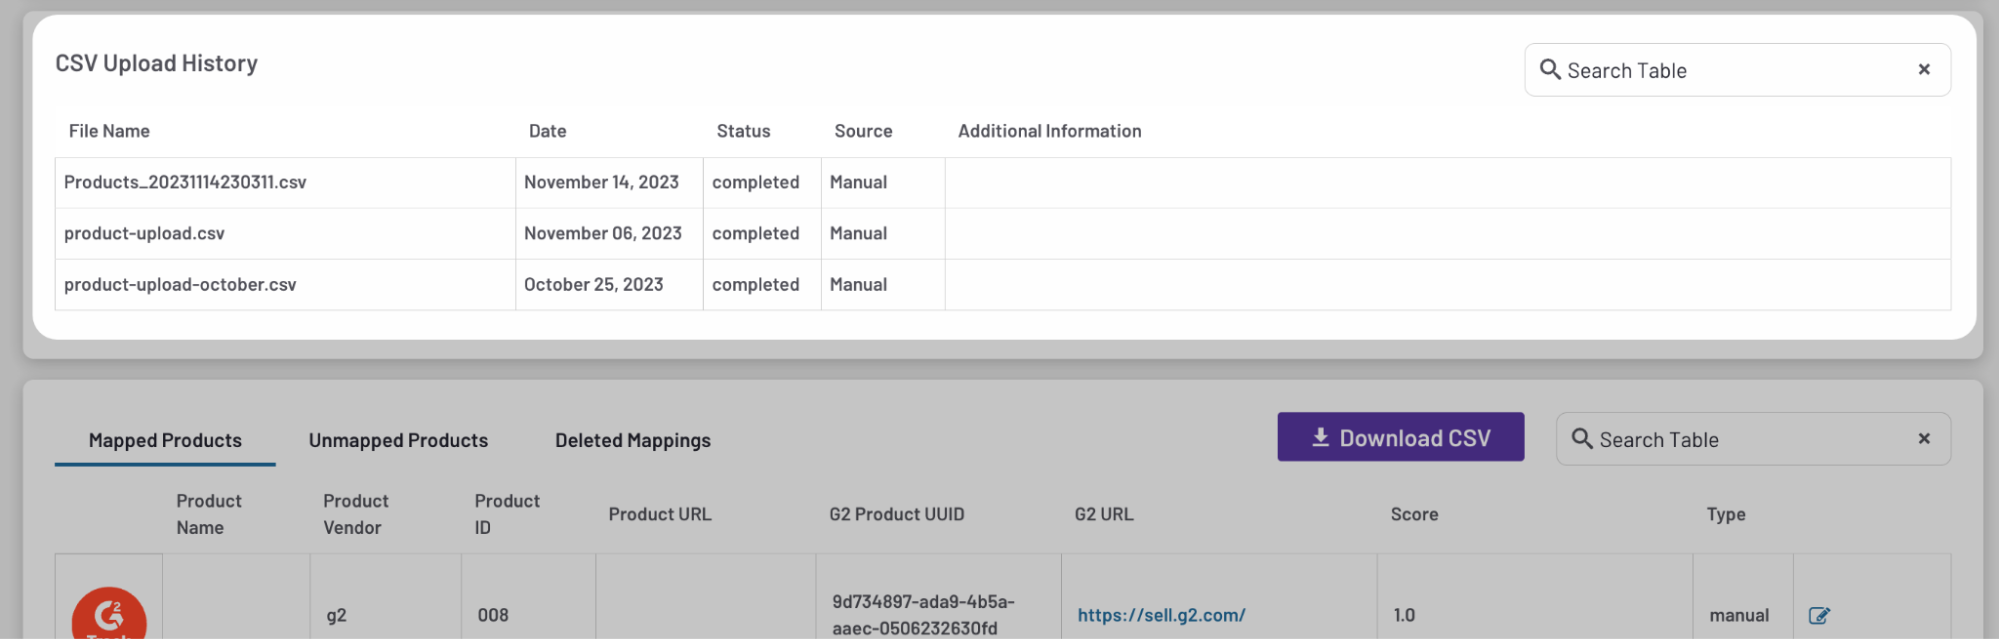 CSV Upload History
Search Table ×
File Name Date Status Source Additional Information
Products_20231114230311.csv November 14, 2023 completed Manual
product-upload.csv November 06, 2023 completed Manual
product-upload-october.csv October 25, 2023 completed Manual
Mapped Products Unmapped Products Deleted Mappings Download CSV Search Table ×
Product Name Product Vendor Product ID Product URL G2 Product UUID G2 URL Score Type
g2 008 9d734897-ada9-4b5a-
aaec-0506232630fd https://sell.g2.com/ 1.0 manual